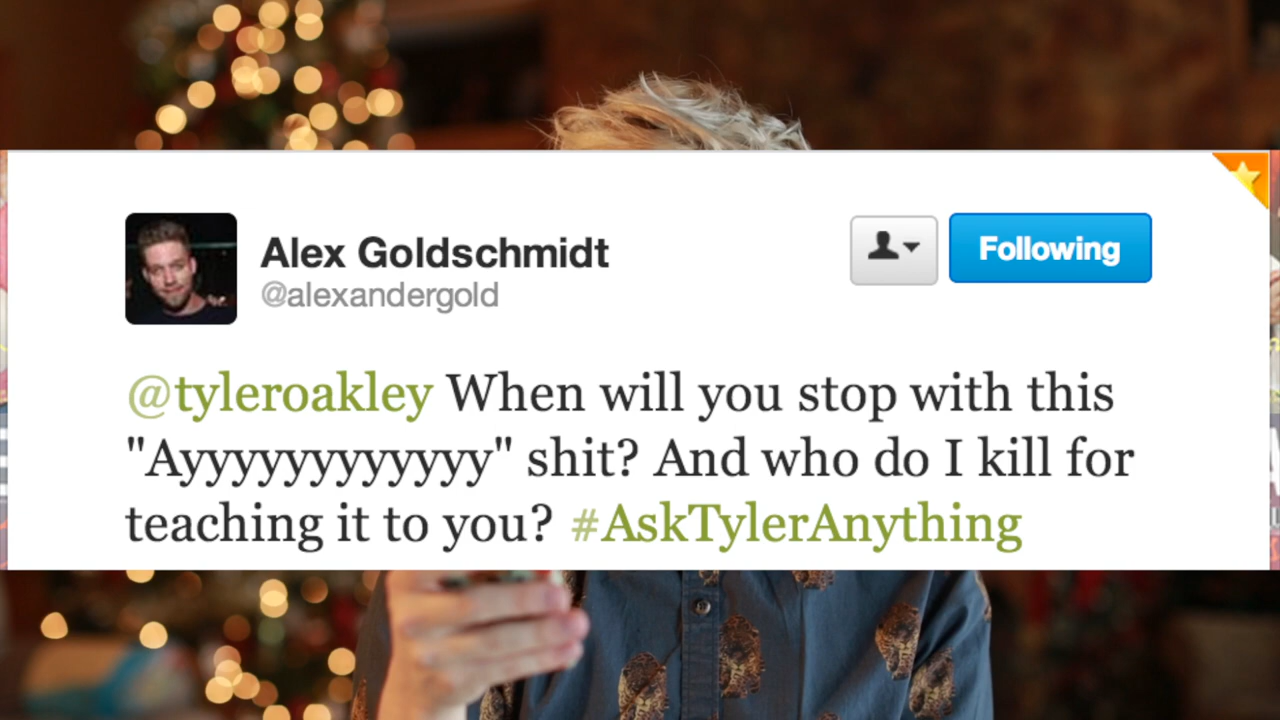 Alex Goldschmidt
@alexandergold
Following
@tyleroakley When will you stop with this
"Ayyyyyyyyyyyy" shit? And who do I kill for
teaching it to you? #AskTylerAnything